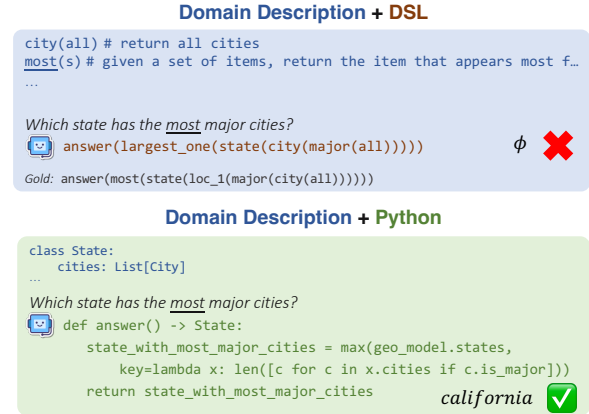 Domain Description + DSL
city(all) # return all cities
most(s) # given a set of items, return the item that appears most f…
...
Which state has the most major cities?
answer(largest_one(state(city(major(all)))))
ϕ
Gold: answer(most(state(loc_1(major(city(all))))))
Domain Description + Python
class State:
cities: List[City]
...
Which state has the most major cities?
def answer() -> State:
state_with_most_major_cities = max(geo_model.states,
key=lambda x: len([c for c in x.cities if c.is_major]))
return state_with_most_major_cities
california